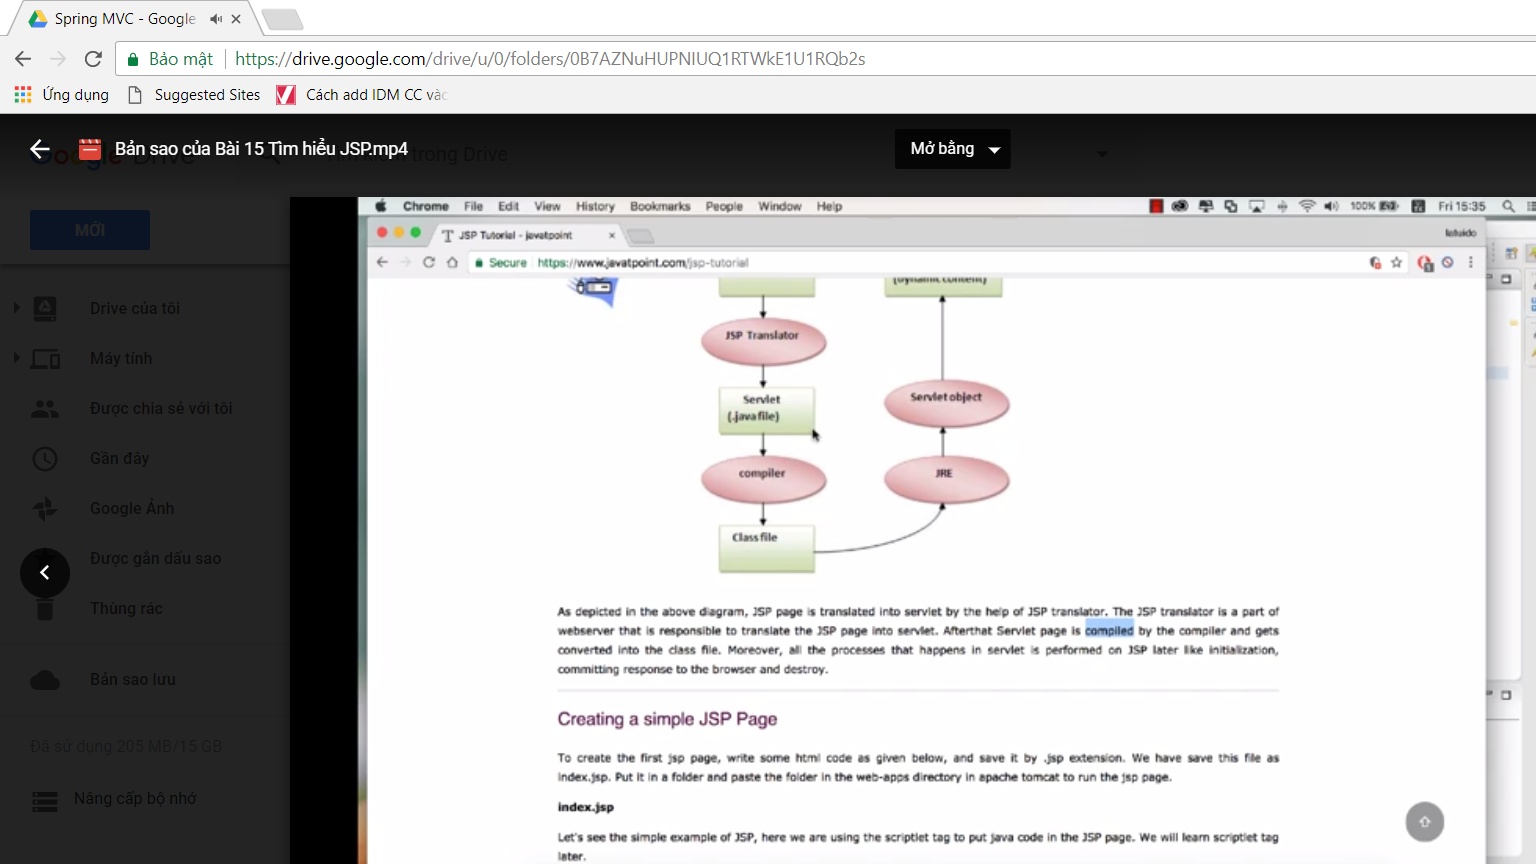 Spring MVC - Google
Bảo mật
https://drive.google.com/drive/u/0/folders/0B7AZNuHUPNIUQ1RTWkE1U1RQb2s
Ứng dụng
Suggested Sites
Cách add IDM CC vào
Bản sao của Bài 15 Tìm hiểu JSP.mp4
trong Drive
Mở bằng
MỚI
Drive của tôi
Máy tính
Được chia sẻ với tôi
Gần đây
Google Ảnh
Được gắn dấu sao
Thùng rác
Bản sao lưu
Đã sử dụng 205 MB/15 GB
Nâng cấp bộ nhớ
Chrome File Edit View History Bookmarks People Window Help
100%
Fri 15:35
JSP Tutorial - javatpoint
Secure
https://www.javatpoint.com/jsp-tutorial
(dynamic content)
JSP Translator
Servlet
(.java file)
compiler
Class file
Servlet object
JRE
As depicted in the above diagram, JSP page is translated into servlet by the help of JSP translator. The JSP translator is a part of
webserver that is responsible to translate the JSP page into servlet. Afterthat Servlet page is compiled by the compiler and gets
converted into the class file. Moreover, all the processes that happens in servlet is performed on JSP later like initialization,
committing response to the browser and destroy.
Creating a simple JSP Page
To create the first jsp page, write some html code as given below, and save it by .jsp extension. We have save this file as
index.jsp. Put it in a folder and paste the folder in the web-apps directory in apache tomcat to run the jsp page.
index.jsp
Let's see the simple example of JSP, here we are using the scriptlet tag to put java code in the JSP page. We will learn scriptlet tag
later.